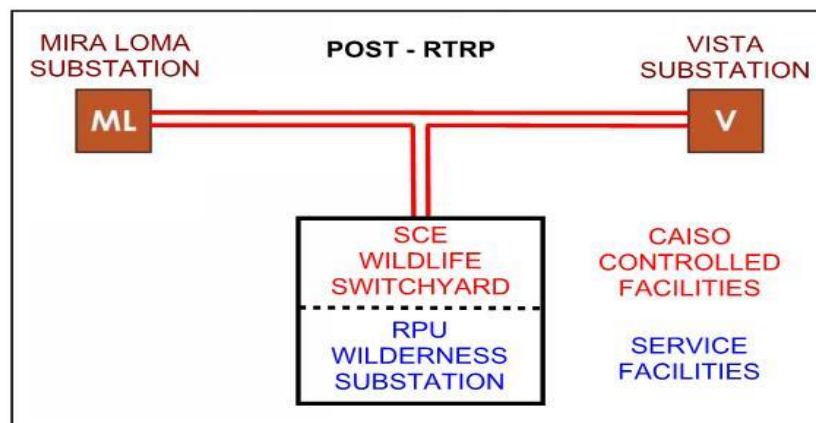 MIRA LOMA
SUBSTATION
POST - RTRP
VISTA
SUBSTATION
ML
V
SCE
WILDLIFE
SWITCHYARD
CAISO
CONTROLLED
FACILITIES
RPU
WILDERNESS
SUBSTATION
SERVICE
FACILITIES